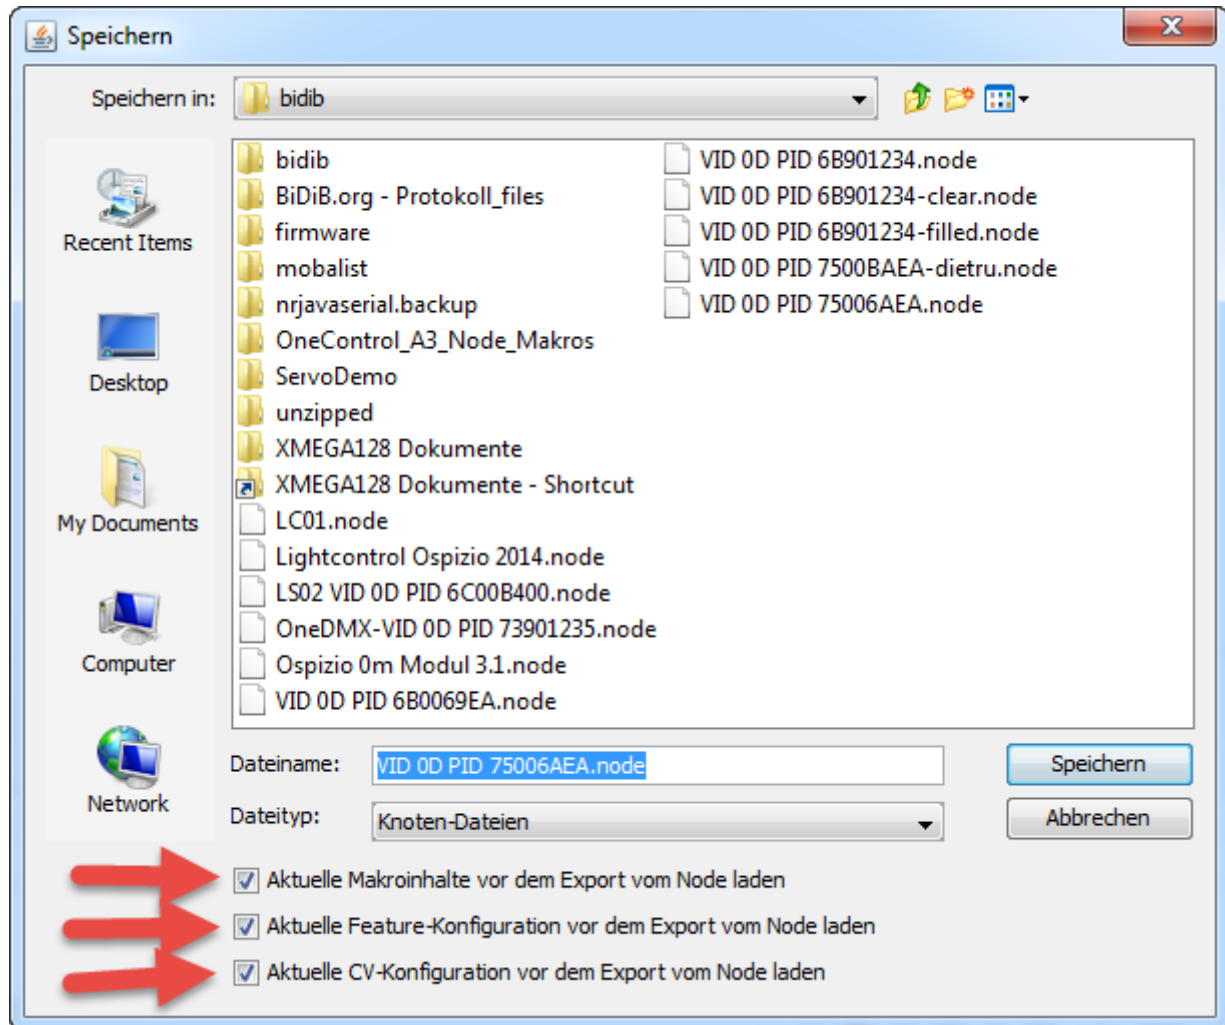 Speichern
Speichern in:
bidib
Recent Items
Desktop
My Documents
Computer
Network
bidib
BiDiB.org - Protokoll_files
firmware
mobalist
nrjavaserial.backup
OneControl_A3_Node_Makros
ServoDemo
unzipped
XMEGA128 Dokumente
XMEGA128 Dokumente - Shortcut
LC01.node
Lightcontrol Ospizio 2014.node
LS02 VID 0D PID 6C00B400.node
OneDMX-VID 0D PID 73901235.node
Ospizio 0m Modul 3.1.node
VID 0D PID 6B0069EA.node
VID 0D PID 6B901234.node
VID 0D PID 6B901234-clear.node
VID 0D PID 6B901234-filled.node
VID 0D PID 7500BAEA-dietru.node
VID 0D PID 75006AEA.node
Dateiname:
VID 0D PID 75006AEA.node
Speichern
Dateityp:
Knoten-Dateien
Abbrechen
Aktuelle Makroinhalte vor dem Export vom Node laden
Aktuelle Feature-Konfiguration vor dem Export vom Node laden
Aktuelle CV-Konfiguration vor dem Export vom Node laden